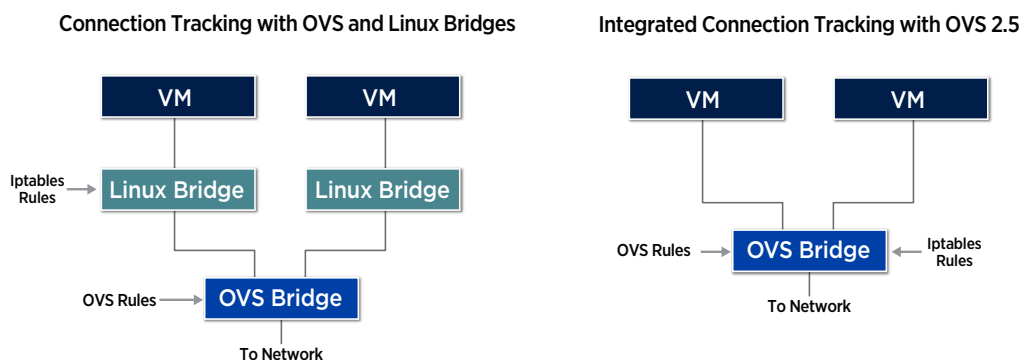 Connection Tracking with OVS and Linux Bridges
VM
VM
Iptables
Rules
Linux Bridge
Linux Bridge
OVS Rules
OVS Bridge
To Network
Integrated Connection Tracking with OVS 2.5
VM
VM
OVS Rules
OVS Bridge
Iptables
Rules
To Network